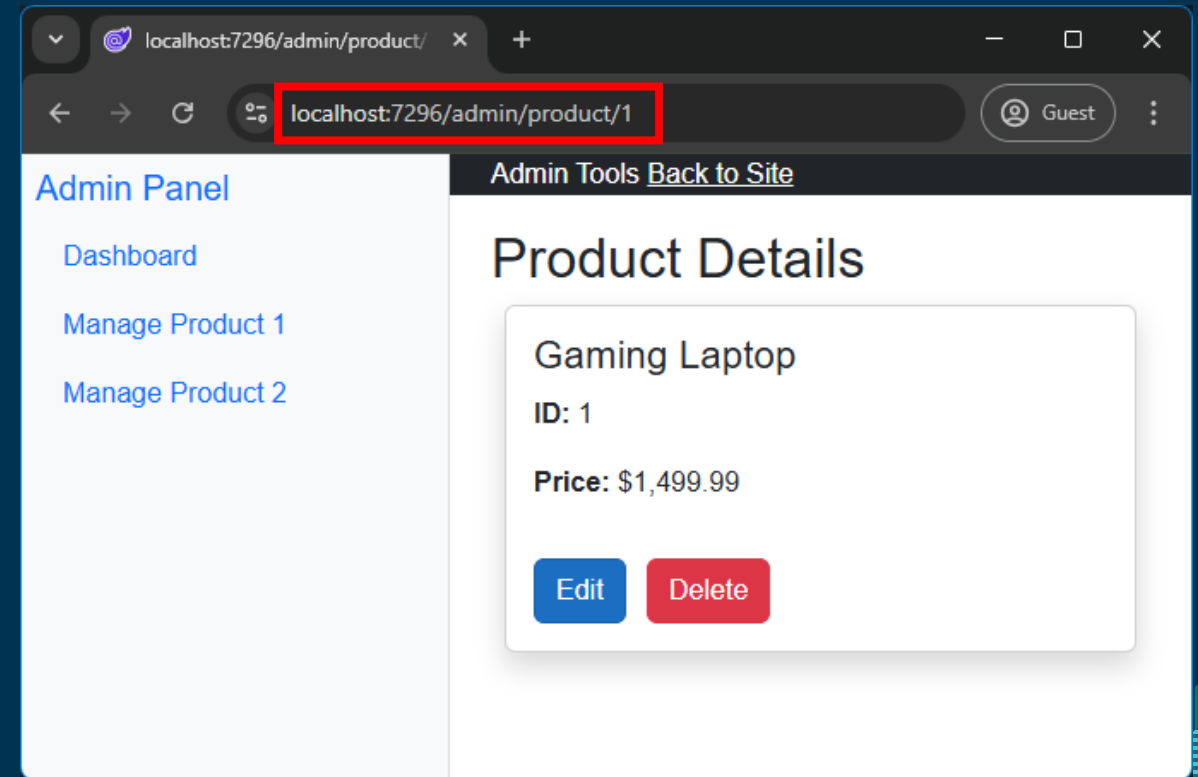 localhost:7296/admin/product/
localhost:7296/admin/product/1
Guest
Admin Panel
Dashboard
Manage Product 1
Manage Product 2
Admin Tools Back to Site
Product Details
Gaming Laptop
ID: 1
Price: $1,499.99
Edit Delete